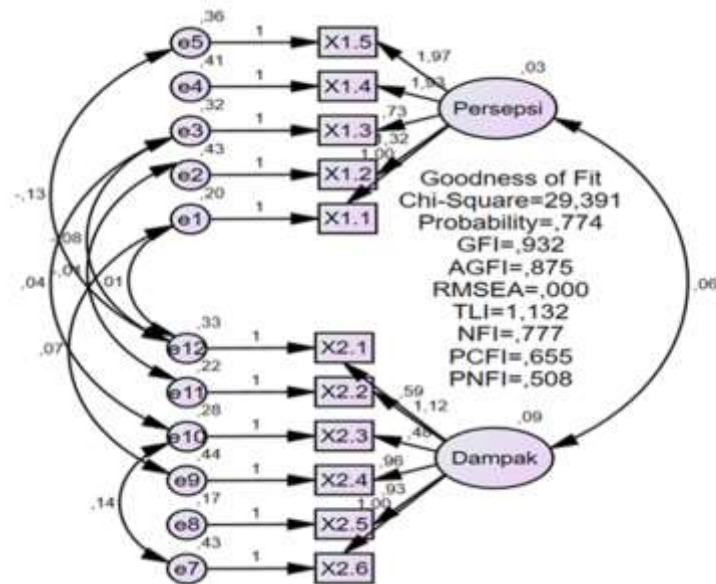 ,36
e5 1 X1.5
,41
1,97
,03
e4 1 X1.4
1,93
Persepsi
,32
e3 1 X1.3
,73
,43
e2 1 X1.2
1,00
,20
e1 1 X1.1
Goodness of Fit
Chi-Square=29,391
Probability=,774
GFI=,932
AGFI=,875
RMSEA=,000
TLI=1,132
NFI=,777
PCFI=,655
PNFI=,508
-,13
-,08
,04
-,01
,01
,07
,06
,33
e12 1 X2.1
,22
e11 1 X2.2
,59
1,12
,28
e10 1 X2.3
,09
Dampak
,44
e9 1 X2.4
,96
,17
e8 1 X2.5
,93
1,00
,14
,43
e7 1 X2.6